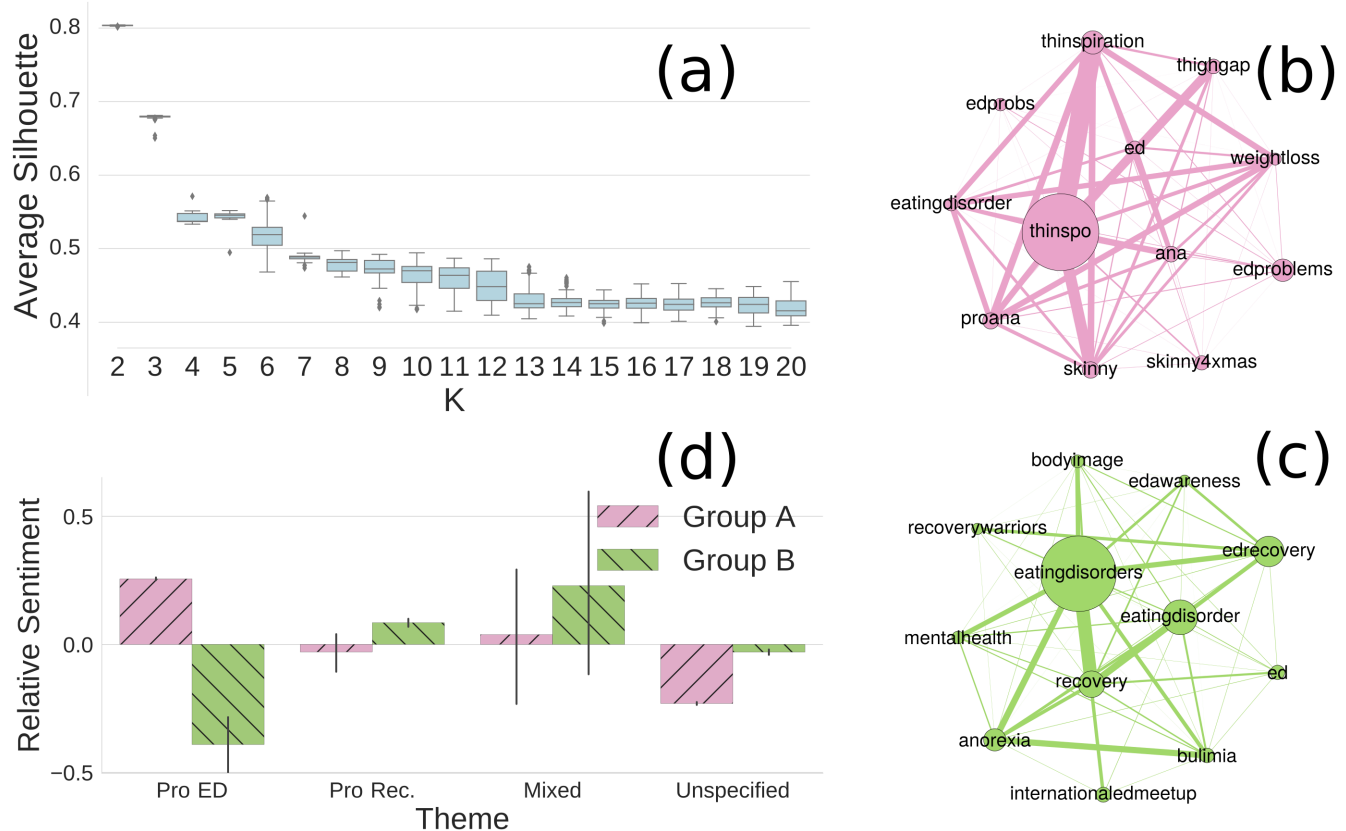 (a)
Average Silhouette
0.8
0.7
0.6
0.5
0.4
2 3 4 5 6 7 8 9 10 11 12 13 14 15 16 17 18 19 20
K
(b)
thinspiration
thighgap
edprobs
ed
weightloss
eatingdisorder
thinspo
ana
edproblems
proana
skinny4xmas
skinny
(d)
Relative Sentiment
0.5
0.0
−0.5
Group A
Group B
Pro ED Pro Rec. Mixed Unspecified
Theme
(c)
bodyimage
edawareness
recoverywarriors
edrecovery
eatingdisorders
eatingdisorder
mentalhealth
ed
recovery
anorexia
bulimia
internationaledmeetup